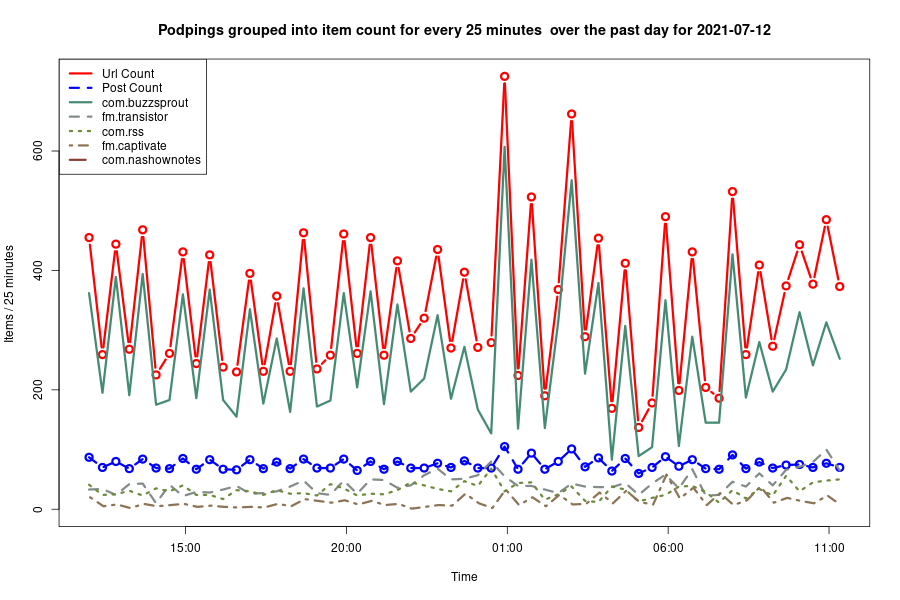 Podpings grouped into item count for every 25 minutes  over the past day for 2021-07-12
Url Count
Post Count
com.buzzsprout
fm.transistor
com.rss
fm.captivate
com.nashownotes
Items / 25 minutes
600
400
200
0
15:00
20:00
01:00
06:00
11:00
Time